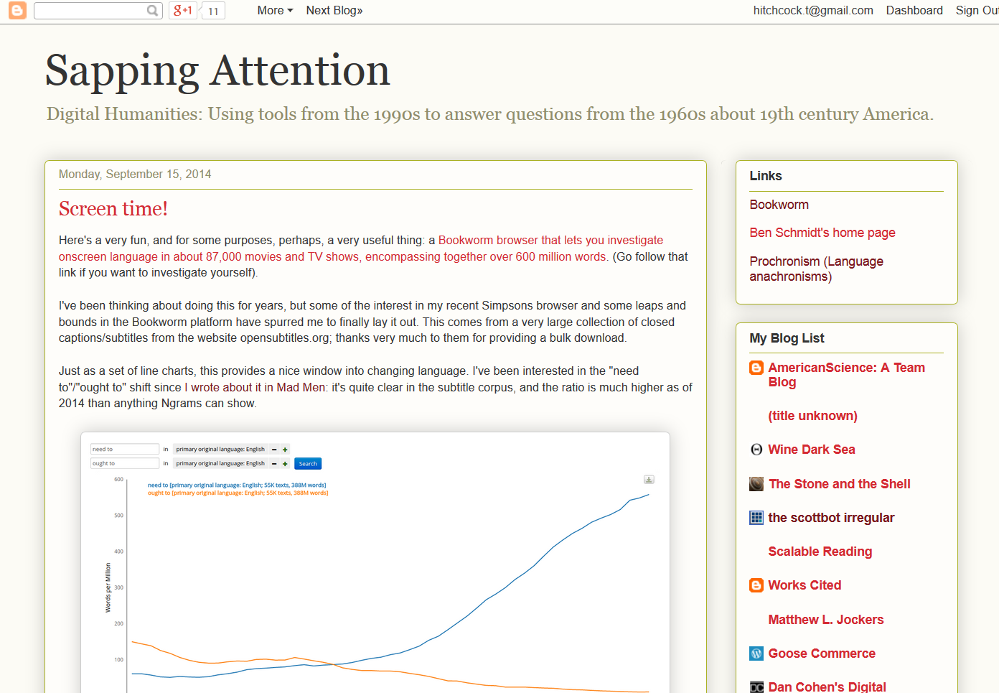 g+1
11
More
Next Blog»
hitchcock.t@gmail.com
Dashboard
Sign Out
Sapping Attention
Digital Humanities: Using tools from the 1990s to answer questions from the 1960s about 19th century America.
Monday, September 15, 2014
Screen time!
Here's a very fun, and for some purposes, perhaps, a very useful thing: a Bookworm browser that lets you investigate
onscreen language in about 87,000 movies and TV shows, encompassing together over 600 million words. (Go follow that
link if you want to investigate yourself).
I've been thinking about doing this for years, but some of the interest in my recent Simpsons browser and some leaps and
bounds in the Bookworm platform have spurred me to finally lay it out. This comes from a very large collection of closed
captions/subtitles from the website opensubtitles.org; thanks very much to them for providing a bulk download.
Just as a set of line charts, this provides a nice window into changing language. I've been interested in the "need
to"/"ought to" shift since I wrote about it in Mad Men: it's quite clear in the subtitle corpus, and the ratio is much higher as of
2014 than anything Ngrams can show.
need to in primary original language: English − +
ought to in primary original language: English − + Search
need to [primary original language: English; 55K texts, 388M words]
ought to [primary original language: English; 55K texts, 388M words]
600
500
400
300
200
100
Words per Million
Links
Bookworm
Ben Schmidt's home page
Prochronism (Language
anachronisms)
My Blog List
AmericanScience: A Team
Blog
(title unknown)
Wine Dark Sea
The Stone and the Shell
the scottbot irregular
Scalable Reading
Works Cited
Matthew L. Jockers
Goose Commerce
DC Dan Cohen's Digital